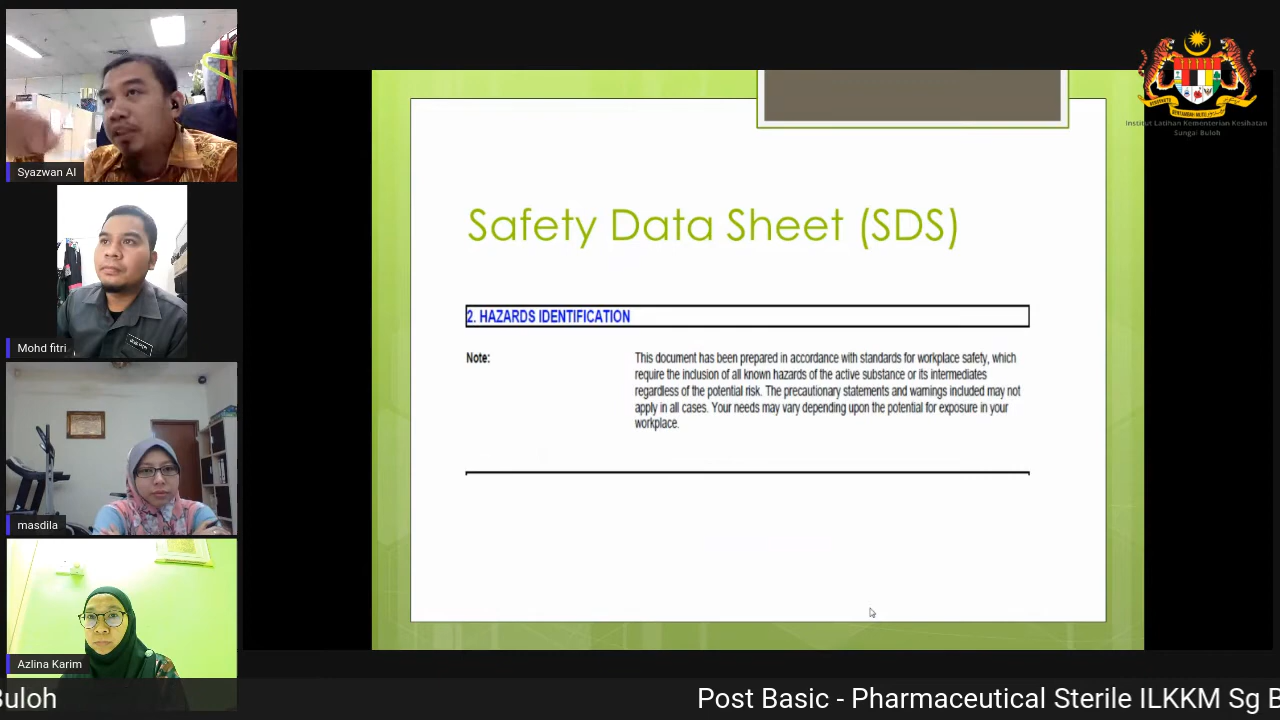 Syazwan Al
Mohd fitri
masdila
Azlina Karim
Safety Data Sheet (SDS)
2. HAZARDS IDENTIFICATION
Note:
This document has been prepared in accordance with standards for workplace safety, which
require the inclusion of all known hazards of the active substance or its intermediates
regardless of the potential risk. The precautionary statements and warnings included may not
apply in all cases. Your needs may vary depending upon the potential for exposure in your
workplace.
Institut Latihan Kementerian Kesihatan
Sungai Buloh
Buloh
Post Basic - Pharmaceutical Sterile ILKKM Sg B